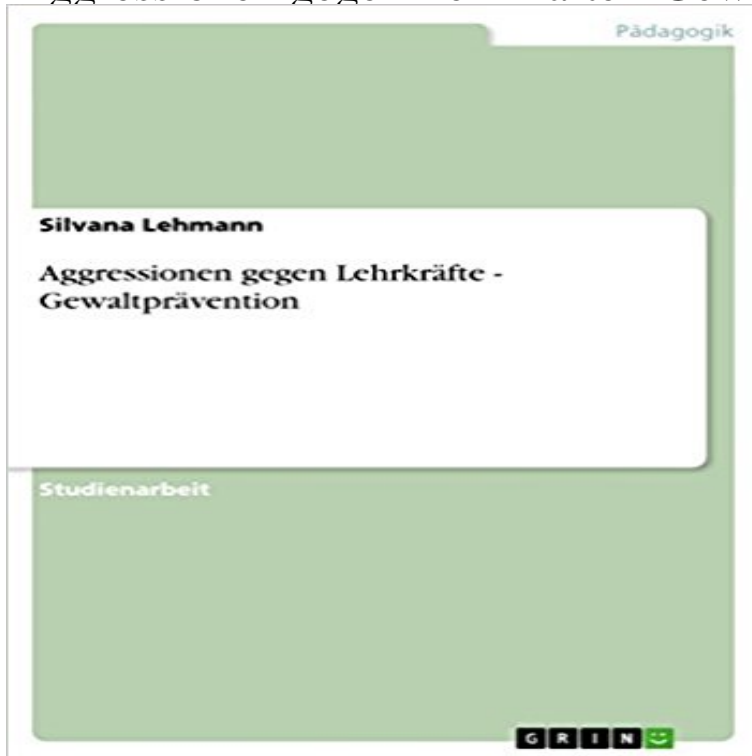 Pädagogik
Silvana Lehmann
Aggressionen gegen Lehrkräfte -
Gewaltprävention
Studienarbeit
GRIN